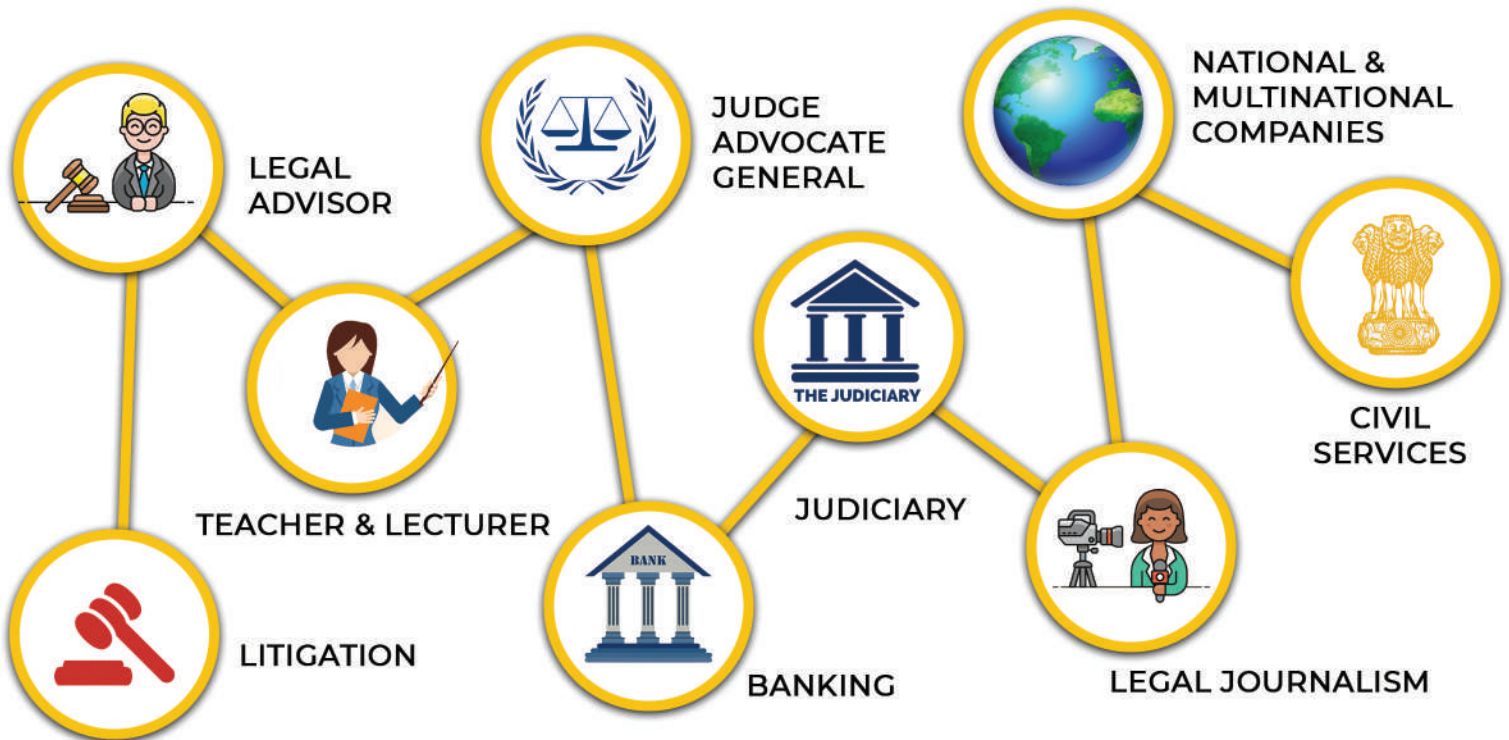 LEGAL
ADVISOR
JUDGE
ADVOCATE
GENERAL
NATIONAL &
MULTINATIONAL
COMPANIES
THE JUDICIARY
CIVIL
SERVICES
TEACHER & LECTURER
JUDICIARY
BANK
LITIGATION
BANKING
LEGAL JOURNALISM